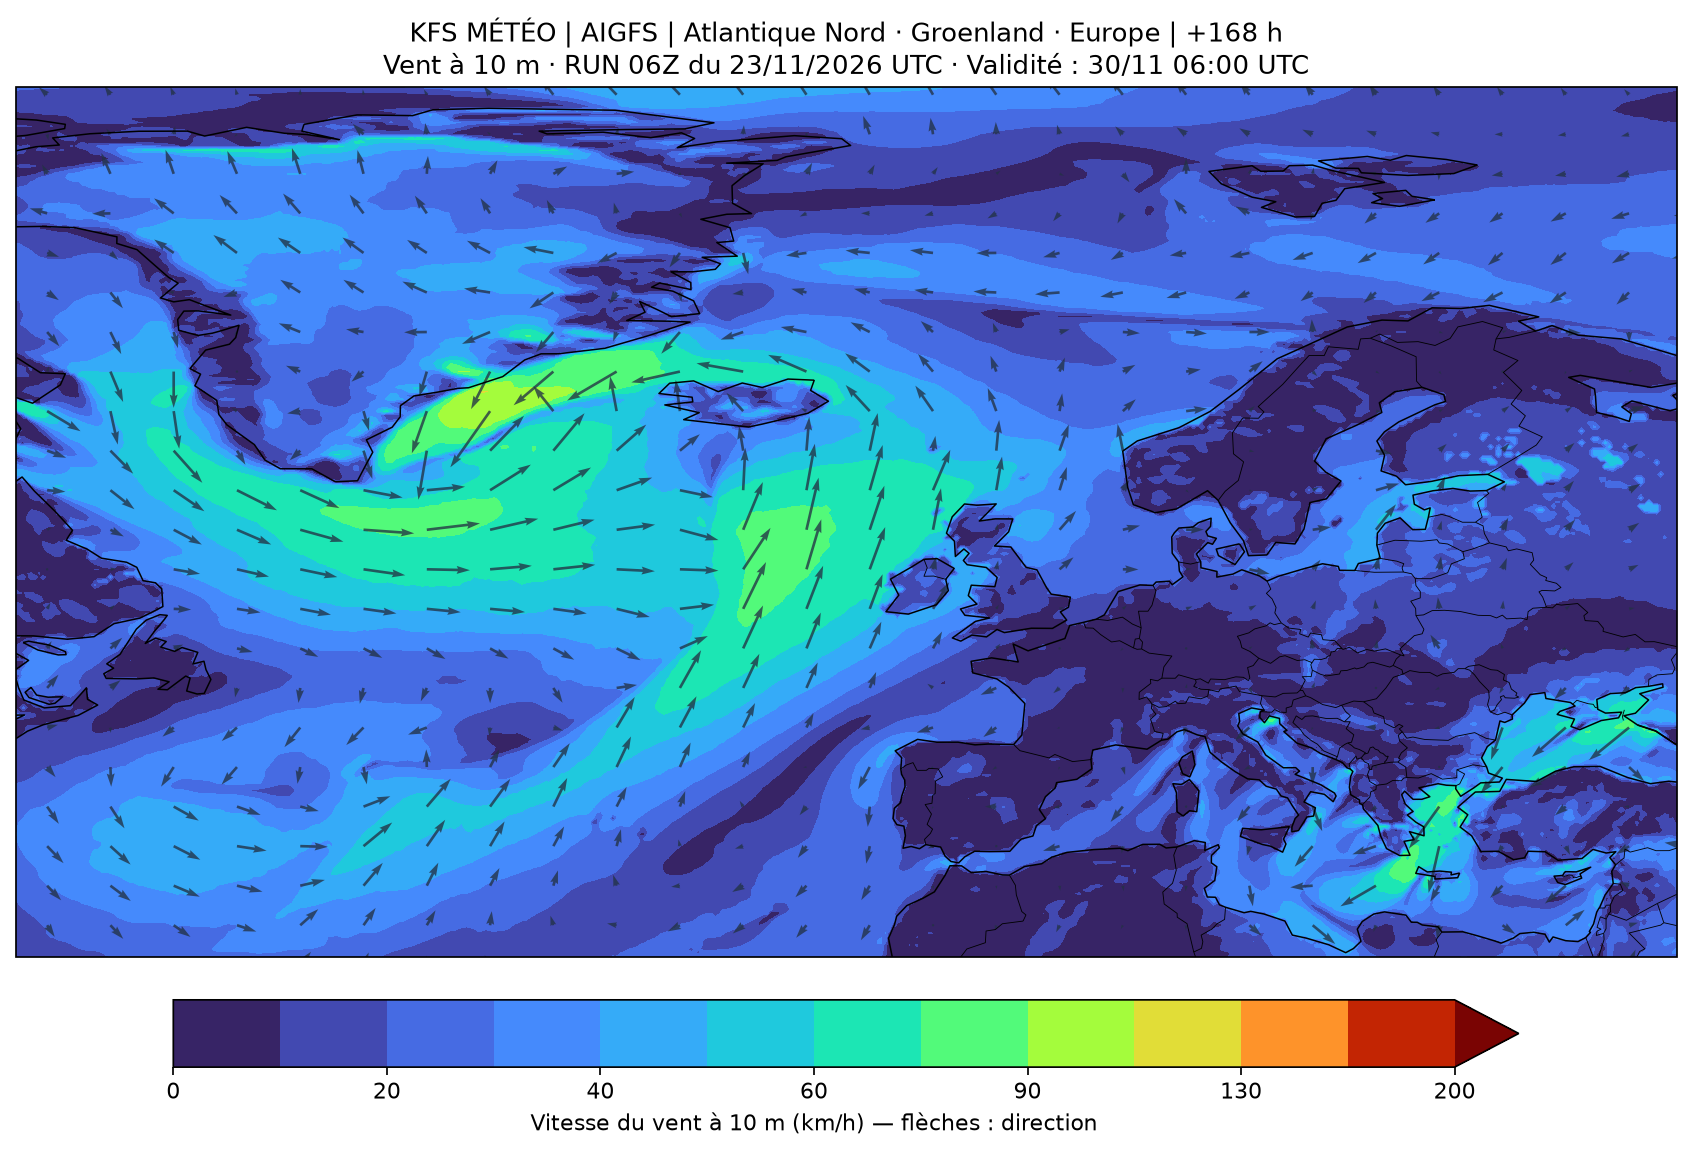 KFS MÉTÉO | AIGFS | Atlantique Nord · Groenland · Europe | +168 h
Vent à 10 m · RUN 06Z du 23/11/2026 UTC · Validité : 30/11 06:00 UTC
0 20 40 60 90 130 200
Vitesse du vent à 10 m (km/h) — flèches : direction